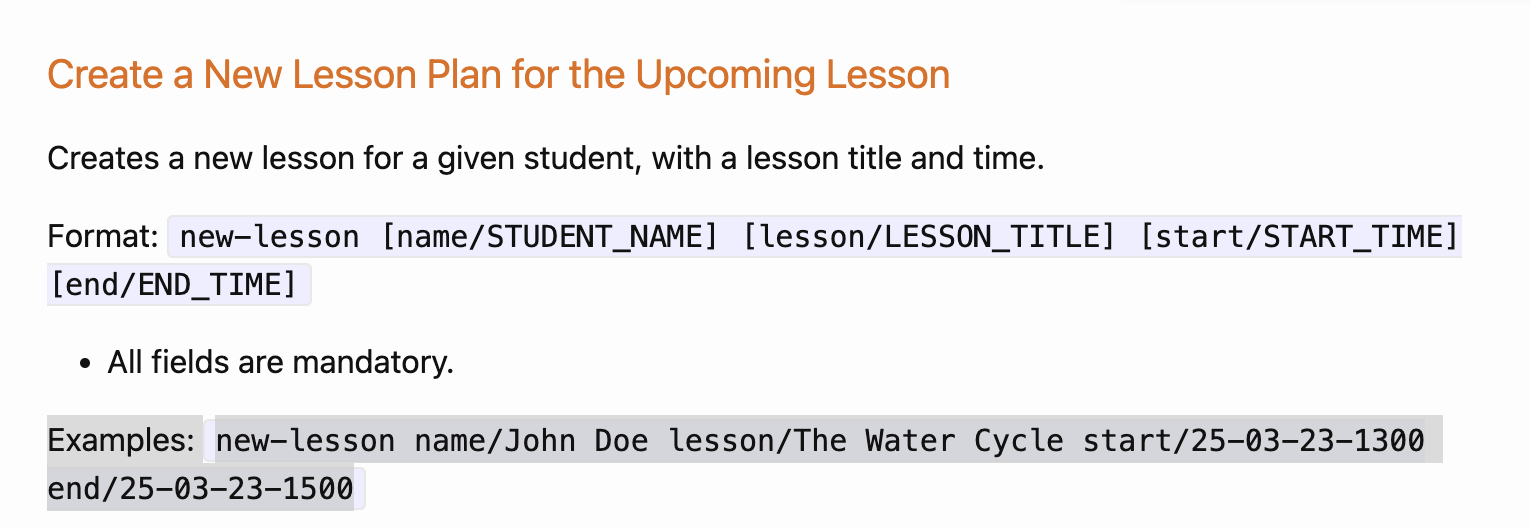 Create a New Lesson Plan for the Upcoming Lesson
Creates a new lesson for a given student, with a lesson title and time.
Format: new-lesson [name/STUDENT_NAME] [lesson/LESSON_TITLE] [start/START_TIME]
[end/END_TIME]
• All fields are mandatory.
Examples: new-lesson name/John Doe lesson/The Water Cycle start/25-03-23-1300
end/25-03-23-1500